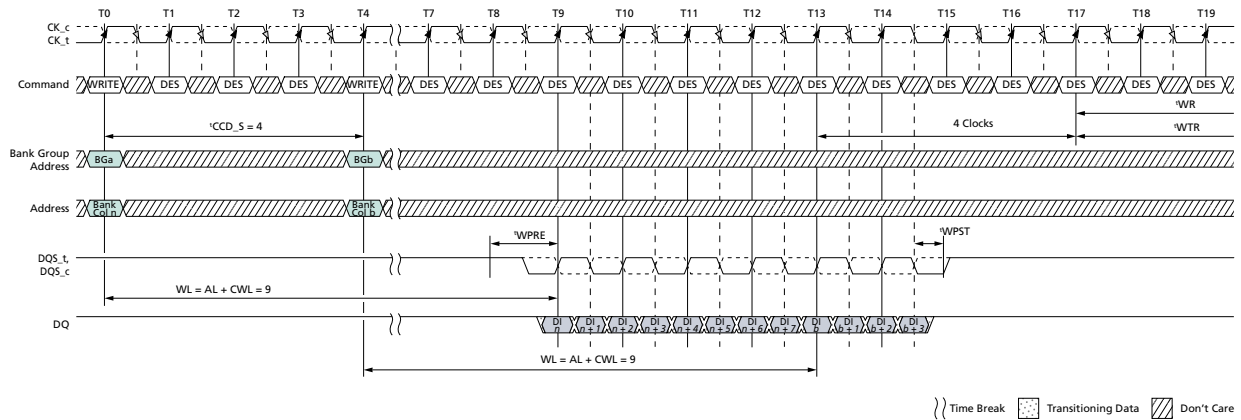 T0 T1 T2 T3 T4 T7 T8 T9 T10 T11 T12 T13 T14 T15 T16 T17 T18 T19
CK_c
CK_t
Command WRITE DES DES DES WRITE DES DES DES DES DES DES DES DES DES DES DES DES DES
tWR
tCCD_S = 4 4 Clocks tWTR
Bank Group Address BGa BGb
Address Bank Col n Bank Col b
tWPRE tWPST
DQS_t, DQS_c
WL = AL + CWL = 9
DQ DI n DI n + 1 DI n + 2 DI n + 3 DI n + 4 DI n + 5 DI n + 6 DI n + 7 DI b DI b + 1 DI b + 2 DI b + 3
WL = AL + CWL = 9
Time Break Transitioning Data Don't Care